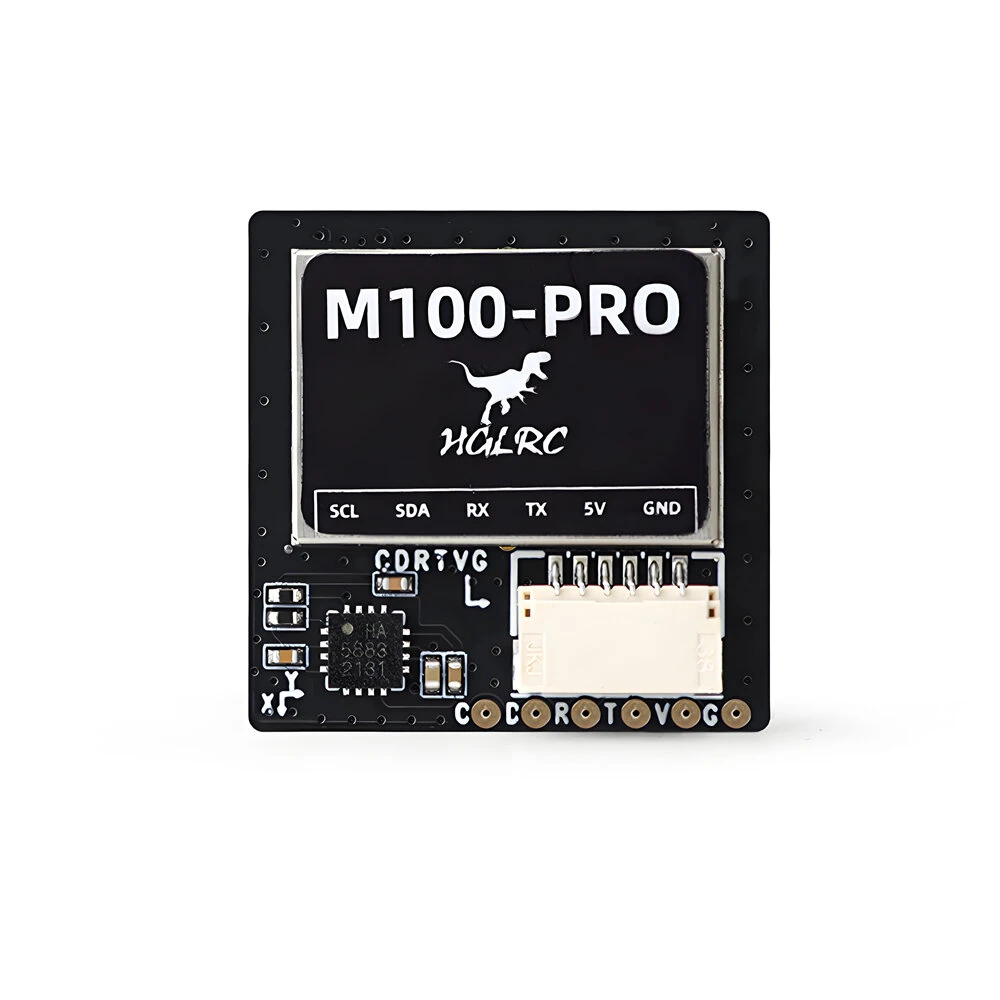 M100-PRO
HGLRC
SCL SDA RX TX 5V GND
CDRTVG
HA
5883
2131
Y
X
C D R T V G